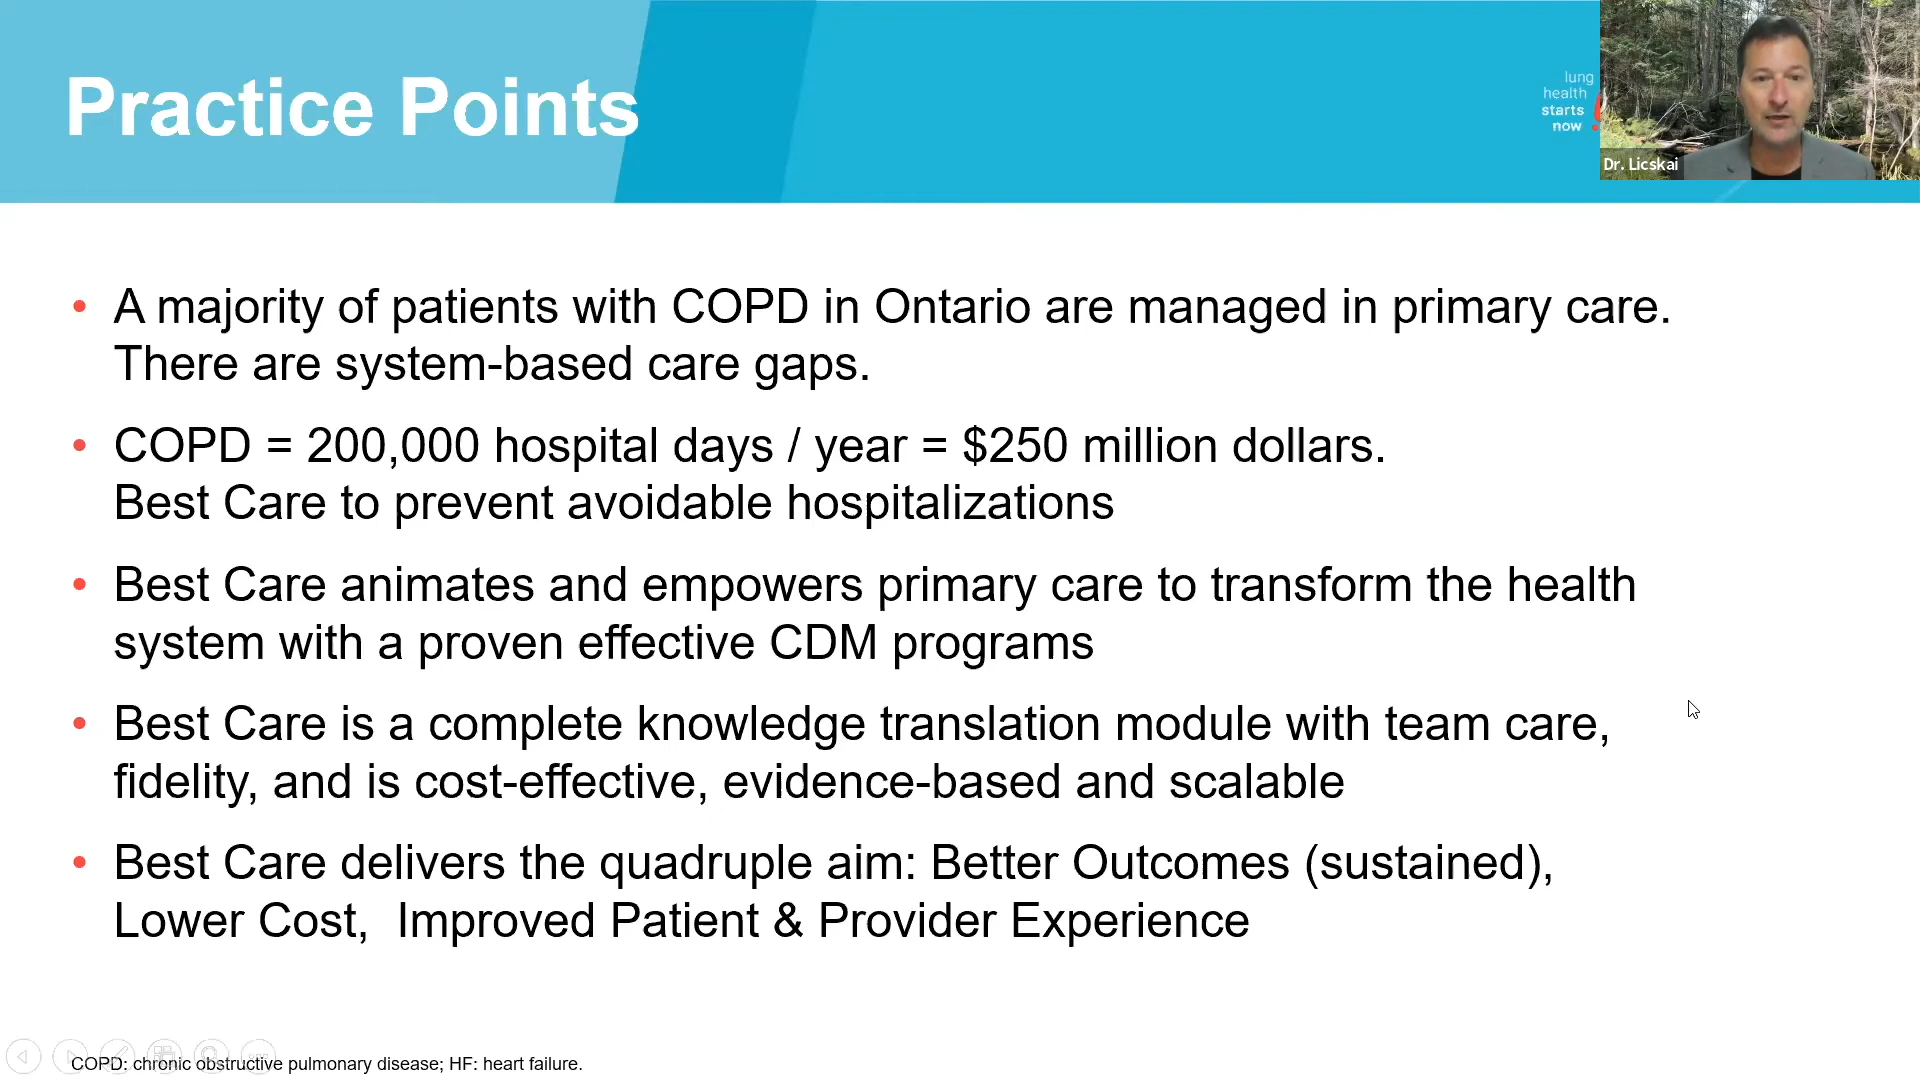 Practice Points
lung
health
starts
now
Dr. Licskai
• A majority of patients with COPD in Ontario are managed in primary care.
There are system-based care gaps.
• COPD = 200,000 hospital days / year = $250 million dollars.
Best Care to prevent avoidable hospitalizations
• Best Care animates and empowers primary care to transform the health
system with a proven effective CDM programs
• Best Care is a complete knowledge translation module with team care,
fidelity, and is cost-effective, evidence-based and scalable
• Best Care delivers the quadruple aim: Better Outcomes (sustained),
Lower Cost,  Improved Patient & Provider Experience
COPD: chronic obstructive pulmonary disease; HF: heart failure.